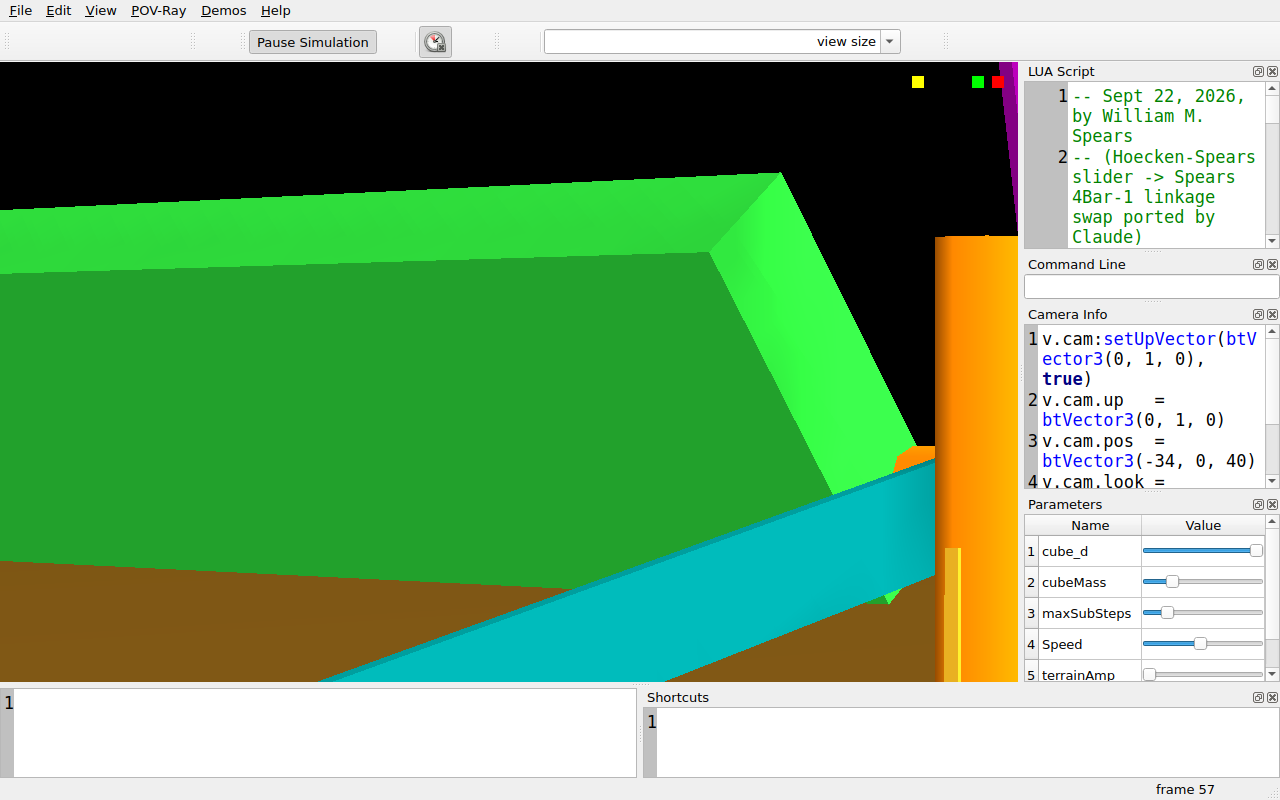 File Edit View POV-Ray Demos Help
Pause Simulation
view size
LUA Script
1 -- Sept 22, 2026,
by William M.
Spears
2 -- (Hoecken-Spears
slider -> Spears
4Bar-1 linkage
swap ported by
Claude)
Command Line
Camera Info
1 v.cam:setUpVector(btV
ector3(0, 1, 0),
true)
2 v.cam.up   =
btVector3(0, 1, 0)
3 v.cam.pos  =
btVector3(-34, 0, 40)
4 v.cam.look =
Parameters
Name Value
1 cube_d
2 cubeMass
3 maxSubSteps
4 Speed
5 terrainAmp
1
Shortcuts
1
frame 57